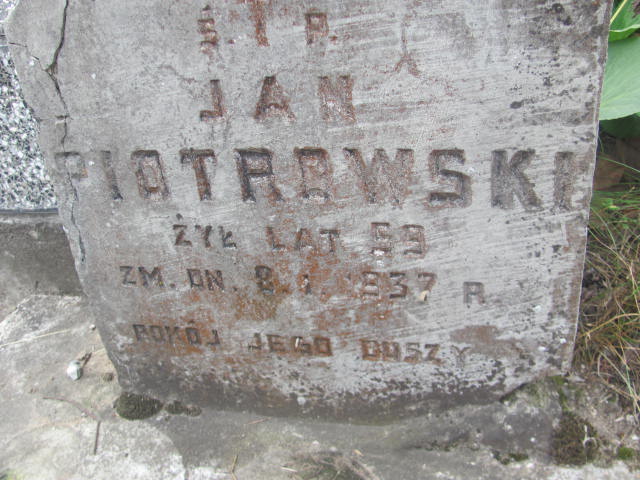 Ś. P.
JAN
PIOTROWSKI
ŻYŁ LAT 59
ZM. DN. 8. 1. 1937 R.
POKÓJ JEGO DUSZY